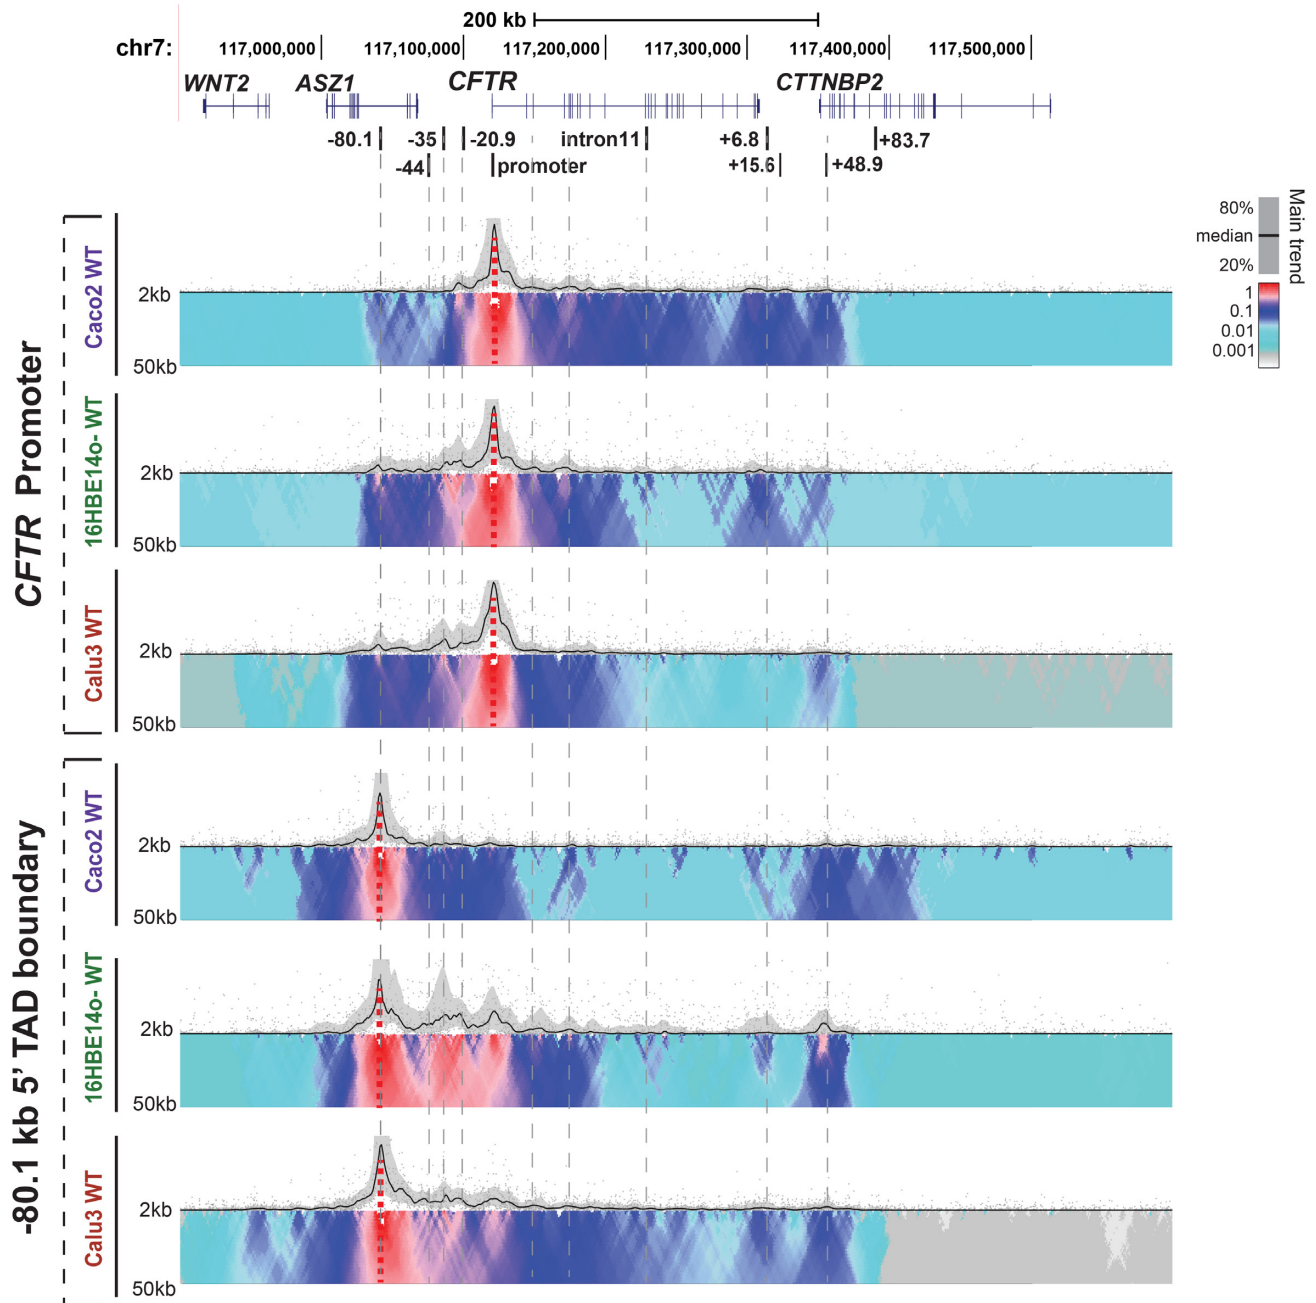 200 kb
chr7: 117,000,000 117,100,000 117,200,000 117,300,000 117,400,000 117,500,000
WNT2 ASZ1 CFTR CTTNBP2
-80.1 -35 -20.9 intron11 +6.8 +83.7
-44 promoter +15.6 +48.9
80%
median
20%
Main trend
1
0.1
0.01
0.001
CFTR Promoter
Caco2 WT
2kb
50kb
16HBE14o- WT
2kb
50kb
Calu3 WT
2kb
50kb
-80.1 kb 5' TAD boundary
Caco2 WT
2kb
50kb
16HBE14o- WT
2kb
50kb
Calu3 WT
2kb
50kb